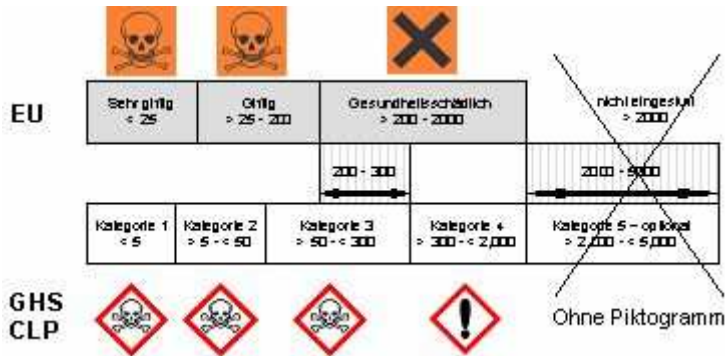 EU
Sehr giftig
< 25
Giftig
> 25 - 200
Gesundheitsschädlich
> 200 - 2000
nicht eingestuft
> 2000
200 - 300
2000 - 5000
Kategorie 1
< 5
Kategorie 2
> 5 - < 50
Kategorie 3
> 50 - < 300
Kategorie 4
> 300 - < 2,000
Kategorie 5 – optional
> 2,000 - < 5,000
GHS
CLP
Ohne Piktogramm